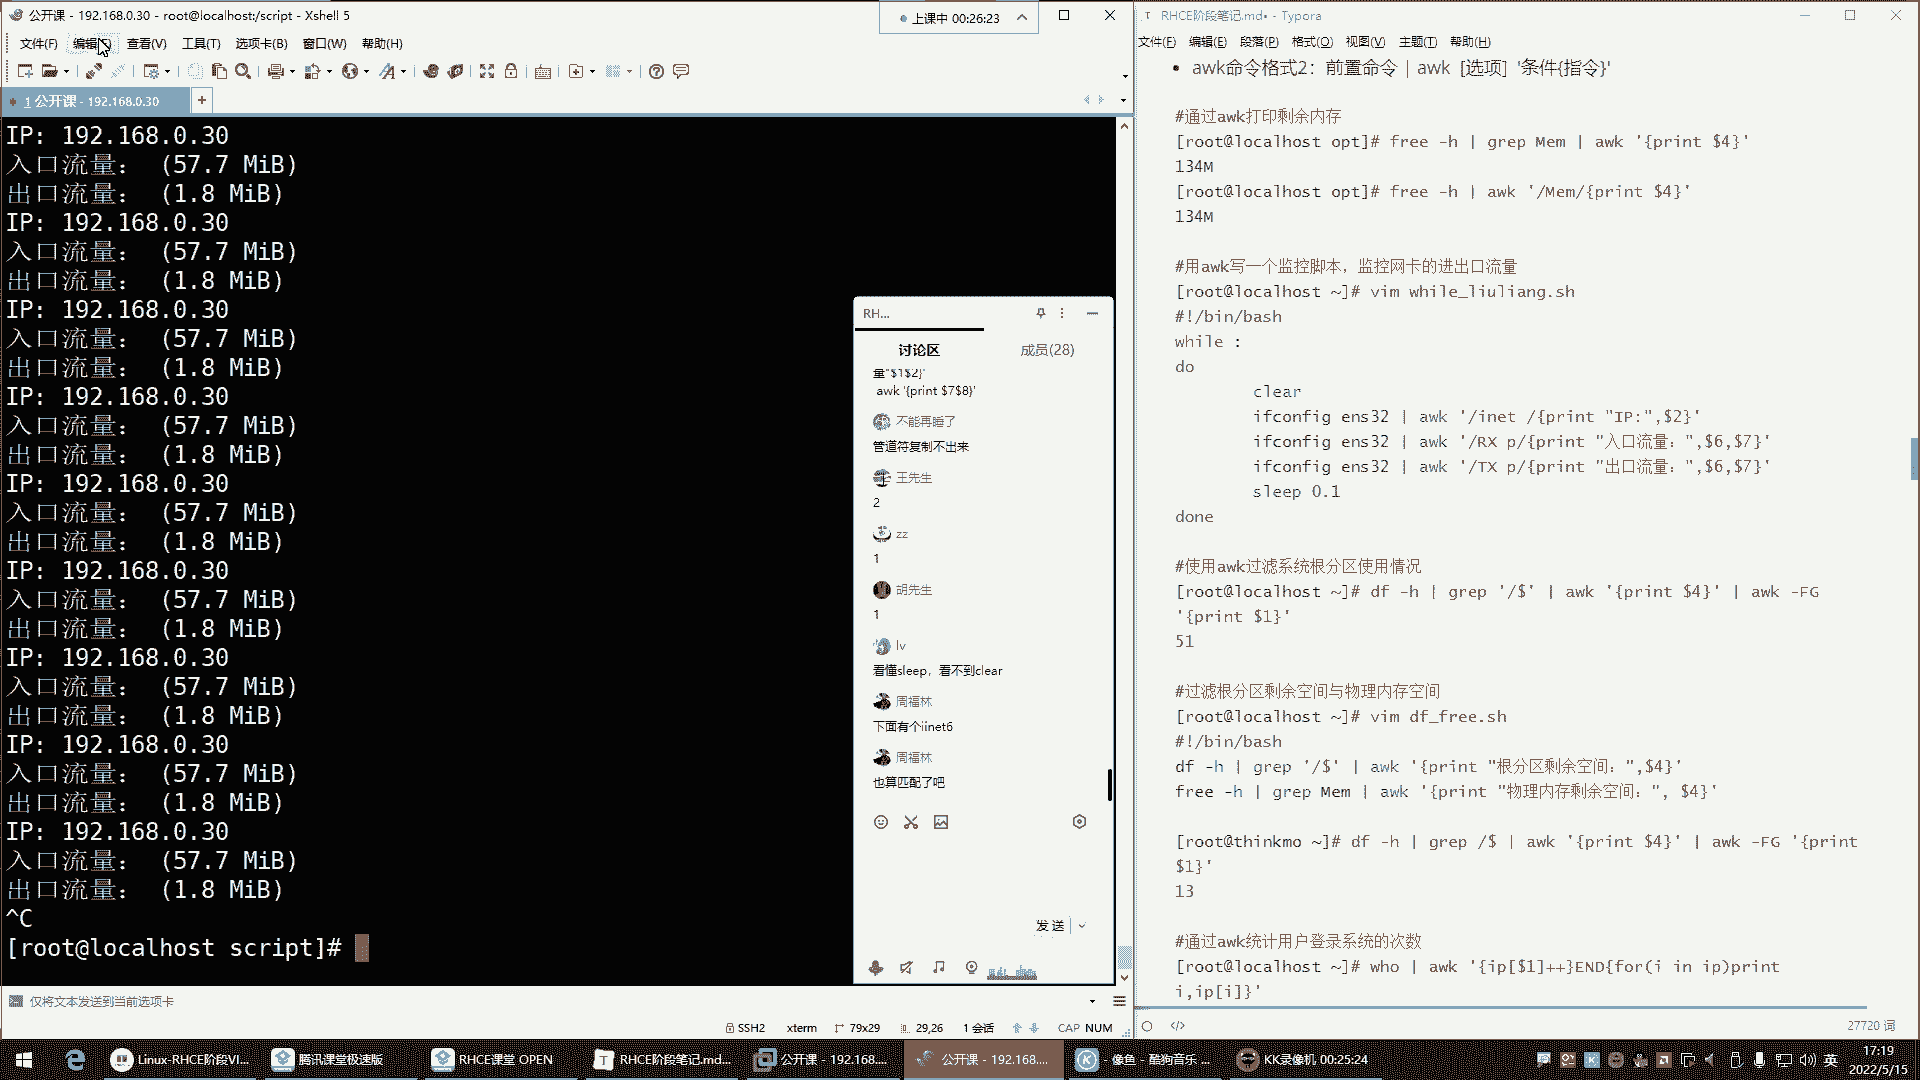 公开课 - 192.168.0.30 - root@localhost:/script - Xshell 5
上课中 00:26:23
文件(F) 编辑(E) 查看(V) 工具(T) 选项卡(B) 窗口(W) 帮助(H)
1 公开课 - 192.168.0.30
IP: 192.168.0.30
入口流量： (57.7 MiB)
出口流量： (1.8 MiB)
IP: 192.168.0.30
入口流量： (57.7 MiB)
出口流量： (1.8 MiB)
IP: 192.168.0.30
入口流量： (57.7 MiB)
出口流量： (1.8 MiB)
IP: 192.168.0.30
入口流量： (57.7 MiB)
出口流量： (1.8 MiB)
IP: 192.168.0.30
入口流量： (57.7 MiB)
出口流量： (1.8 MiB)
IP: 192.168.0.30
入口流量： (57.7 MiB)
出口流量： (1.8 MiB)
IP: 192.168.0.30
入口流量： (57.7 MiB)
出口流量： (1.8 MiB)
IP: 192.168.0.30
入口流量： (57.7 MiB)
出口流量： (1.8 MiB)
IP: 192.168.0.30
入口流量： (57.7 MiB)
出口流量： (1.8 MiB)
^C
[root@localhost script]#
RH...
讨论区 成员(28)
量"$1$2}'
awk '{print $7$8}'
不能再睡了
管道符复制不出来
王先生
2
zz
1
胡先生
1
lv
看懂sleep，看不到clear
周福林
下面有个iinet6
周福林
也算匹配了吧
发送
仅将文本发送到当前选项卡
SSH2 xterm 79x29 29,26 1 会话 CAP NUM
RHCE阶段笔记.md• - Typora
文件(F) 编辑(E) 段落(P) 格式(O) 视图(V) 主题(T) 帮助(H)
• awk命令格式2：前置命令 | awk [选项] '条件{指令}'
#通过awk打印剩余内存
[root@localhost opt]# free -h | grep Mem | awk '{print $4}'
134M
[root@localhost opt]# free -h | awk '/Mem/{print $4}'
134M
#用awk写一个监控脚本，监控网卡的进出口流量
[root@localhost ~]# vim while_liuliang.sh
#!/bin/bash
while :
do
clear
ifconfig ens32 | awk '/inet /{print "IP:",$2}'
ifconfig ens32 | awk '/RX p/{print "入口流量：",$6,$7}'
ifconfig ens32 | awk '/TX p/{print "出口流量：",$6,$7}'
sleep 0.1
done
#使用awk过滤系统根分区使用情况
[root@localhost ~]# df -h | grep '/$' | awk '{print $4}' | awk -FG
'{print $1}'
51
#过滤根分区剩余空间与物理内存空间
[root@localhost ~]# vim df_free.sh
#!/bin/bash
df -h | grep '/$' | awk '{print "根分区剩余空间：",$4}'
free -h | grep Mem | awk '{print "物理内存剩余空间：", $4}'
[root@thinkmo ~]# df -h | grep /$ | awk '{print $4}' | awk -FG '{print
$1}'
13
#通过awk统计用户登录系统的次数
[root@localhost ~]# who | awk '{ip[$1]++}END{for(i in ip)print
i,ip[i]}'
27720 词
Linux-RHCE阶段VI... 腾讯课堂极速版 RHCE课堂 OPEN RHCE阶段笔记.md... 公开课 - 192.168.... 公开课 - 192.168.... - 像鱼 - 酷狗音乐 ... KK录像机 00:25:24 英 17:19
2022/5/15